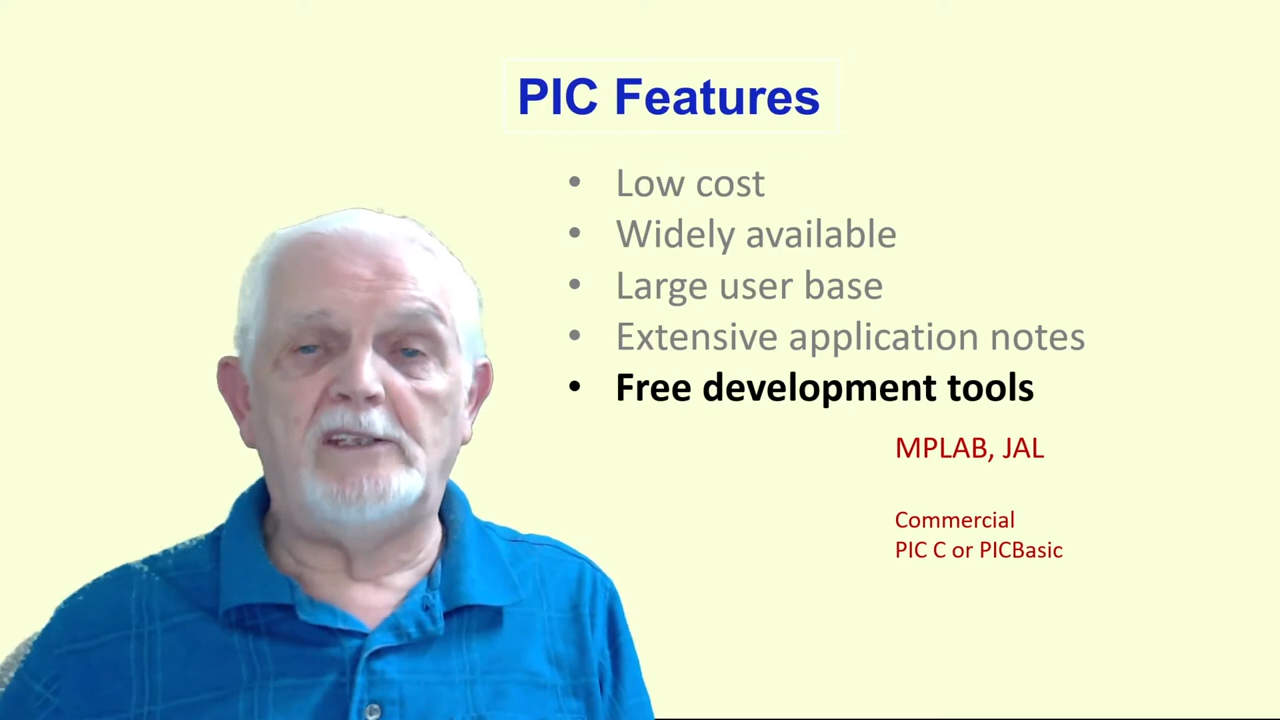 PIC Features
• Low cost
• Widely available
• Large user base
• Extensive application notes
• Free development tools
MPLAB, JAL
Commercial
PIC C or PICBasic